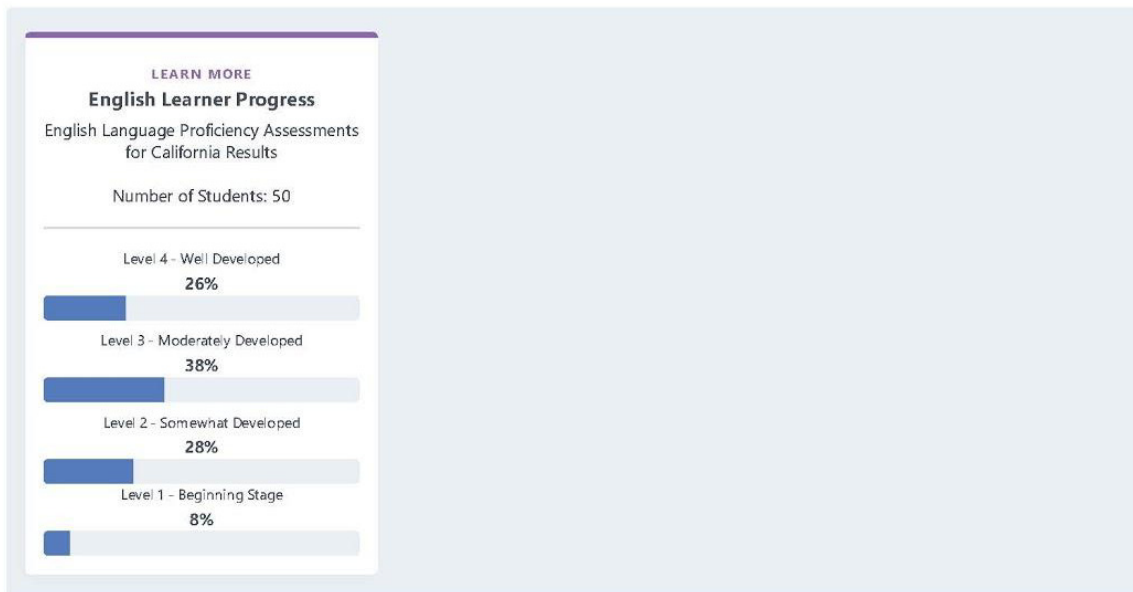 LEARN MORE
English Learner Progress
English Language Proficiency Assessments
for California Results
Number of Students: 50
Level 4 - Well Developed
26%
Level 3 - Moderately Developed
38%
Level 2 - Somewhat Developed
28%
Level 1 - Beginning Stage
8%